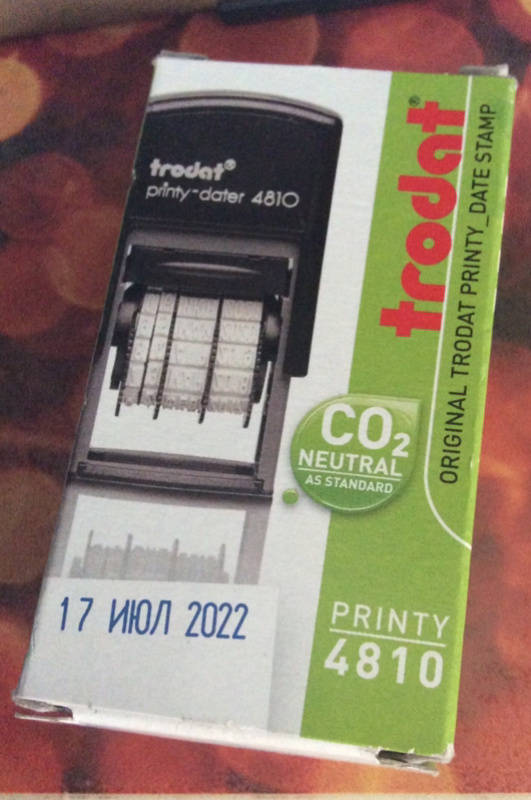 trodat®
printy-dater 4810
trodat®
ORIGINAL TRODAT PRINTY_DATE STAMP
CO2
NEUTRAL
AS STANDARD
17 ИЮЛ 2022
PRINTY
4810